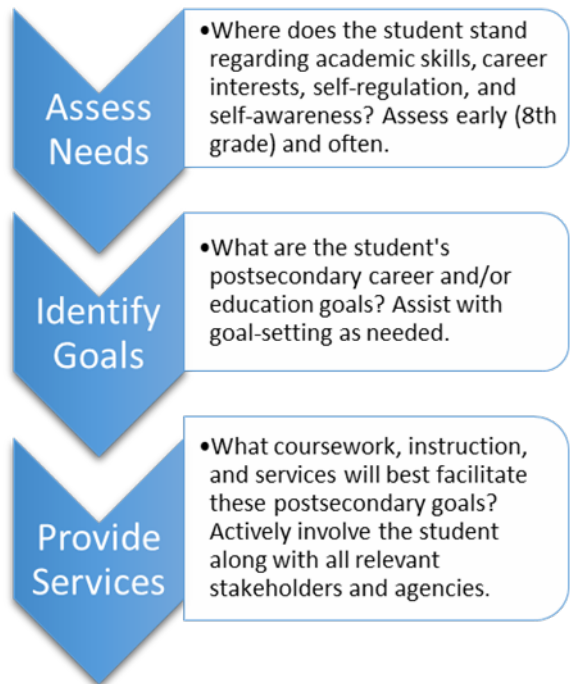 Assess
Needs
•Where does the student stand
regarding academic skills, career
interests, self-regulation, and
self-awareness? Assess early (8th
grade) and often.
Identify
Goals
•What are the student's
postsecondary career and/or
education goals? Assist with
goal-setting as needed.
Provide
Services
•What coursework, instruction,
and services will best facilitate
these postsecondary goals?
Actively involve the student
along with all relevant
stakeholders and agencies.